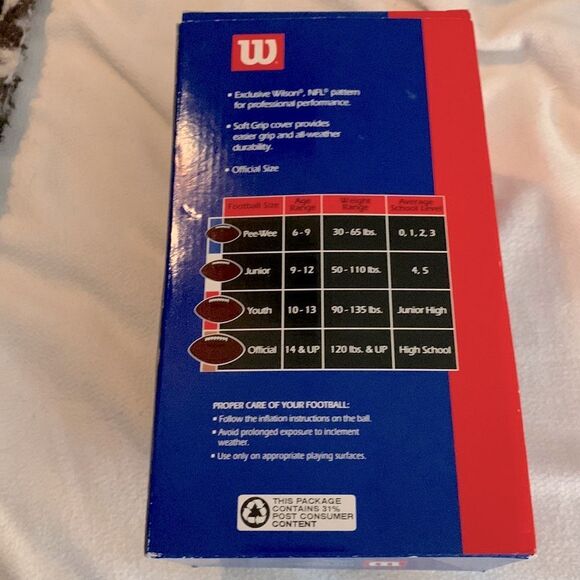 W
• Exclusive Wilson®, NFL® pattern
for professional performance.
• Soft Grip cover provides
easier grip and all-weather
durability.
• Official Size
Football Size Age Range Weight Range Average School Level
Pee-Wee 6 - 9 30 - 65 lbs. 0, 1, 2, 3
Junior 9 - 12 50 - 110 lbs. 4, 5
Youth 10 - 13 90 - 135 lbs. Junior High
Official 14 & UP 120 lbs. & UP High School
PROPER CARE OF YOUR FOOTBALL:
• Follow the inflation instructions on the ball.
• Avoid prolonged exposure to inclement
weather.
• Use only on appropriate playing surfaces.
THIS PACKAGE
CONTAINS 31%
POST CONSUMER
CONTENT
W